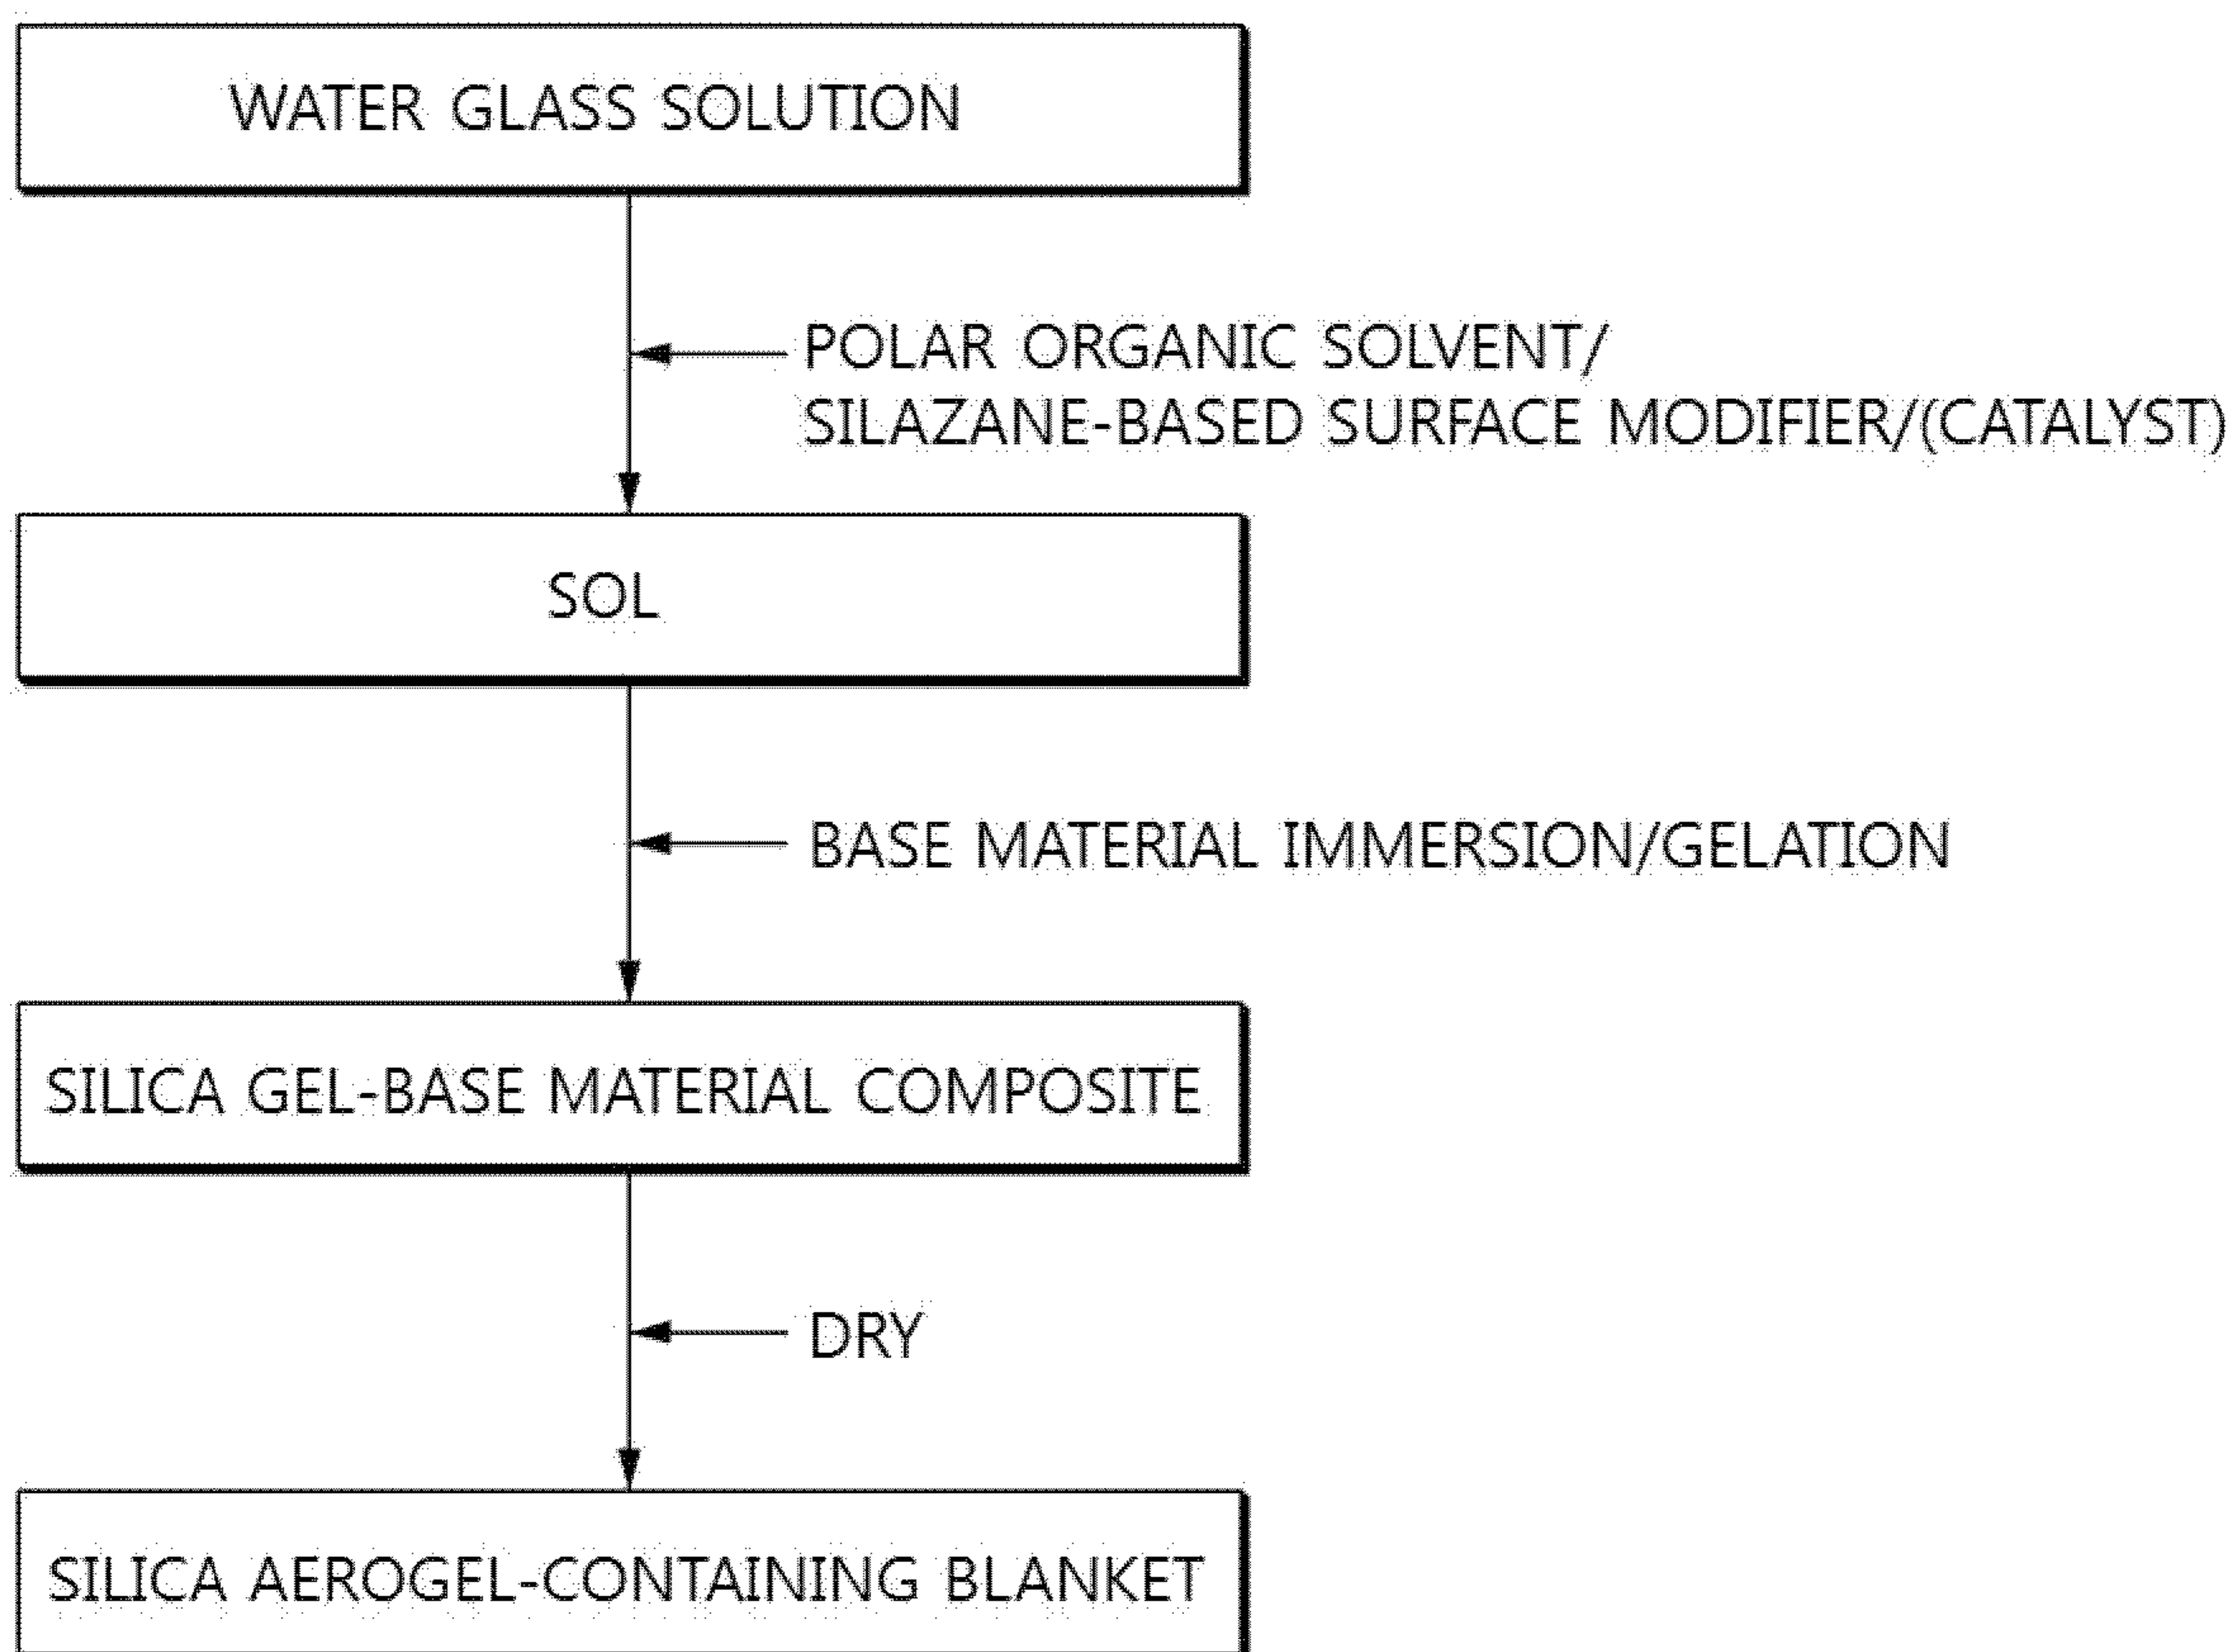 WATER GLASS SOLUTION
POLAR ORGANIC SOLVENT/
SILAZANE-BASED SURFACE MODIFIER/(CATALYST)
SOL
BASE MATERIAL IMMERSION/GELATION
SILICA GEL-BASE MATERIAL COMPOSITE
DRY
SILICA AEROGEL-CONTAINING BLANKET